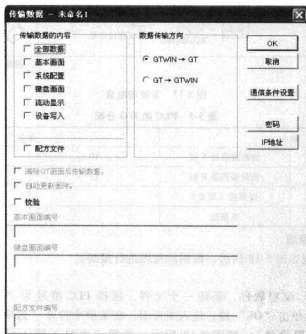 传输数据 - 未命名1
传输数据的内容
全部数据
基本画面
系统配置
键盘画面
流动显示
设备写入
配方文件
数据传输方向
GTWIN → GT
GT → GTWIN
OK
取消
通信条件设置
密码
IP地址
清除GT画面后传输数据。
自动更新固件。
校验
基本画面编号
键盘画面编号
配方文件编号